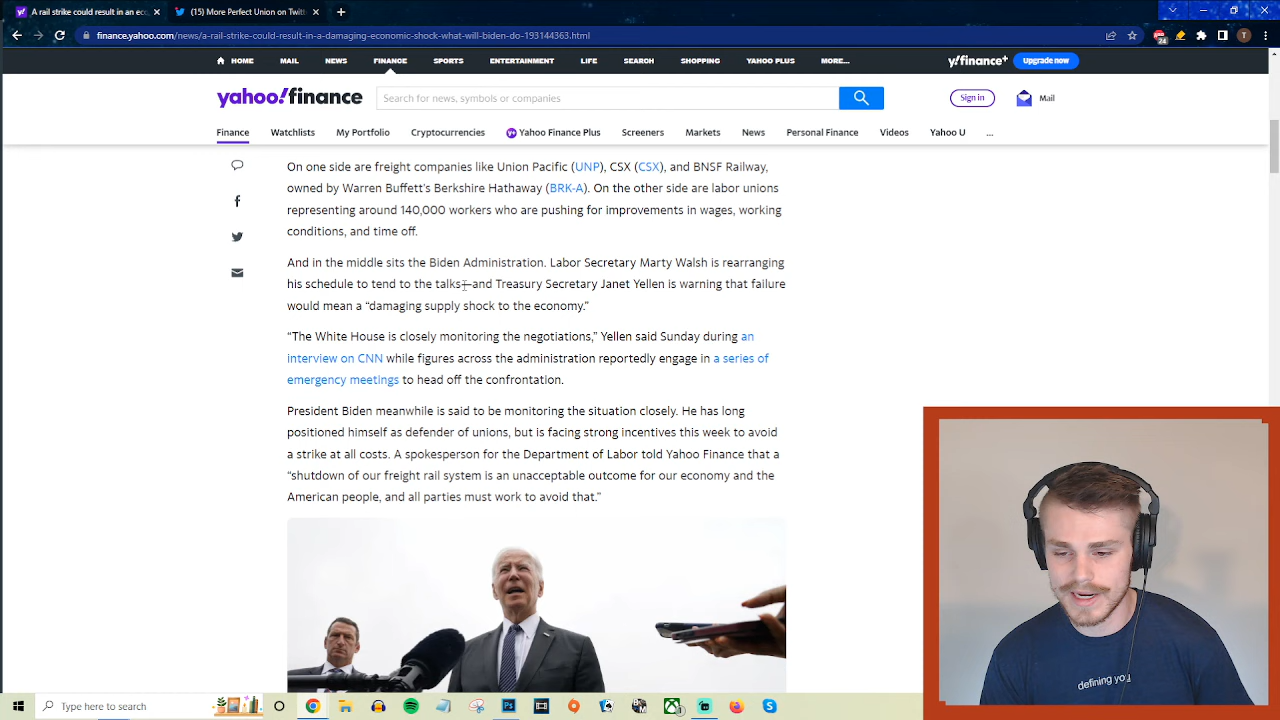 A rail strike could result in an eco
(15) More Perfect Union on Twitt
finance.yahoo.com/news/a-rail-strike-could-result-in-a-damaging-economic-shock-what-will-biden-do-193144363.html
24
T
HOME MAIL NEWS FINANCE SPORTS ENTERTAINMENT LIFE SEARCH SHOPPING YAHOO PLUS MORE... y!finance+ Upgrade now
yahoo!finance Search for news, symbols or companies Sign in Mail
Finance Watchlists My Portfolio Cryptocurrencies Yahoo Finance Plus Screeners Markets News Personal Finance Videos Yahoo U ...
On one side are freight companies like Union Pacific (UNP), CSX (CSX), and BNSF Railway,
owned by Warren Buffett's Berkshire Hathaway (BRK-A). On the other side are labor unions
representing around 140,000 workers who are pushing for improvements in wages, working
conditions, and time off.
And in the middle sits the Biden Administration. Labor Secretary Marty Walsh is rearranging
his schedule to tend to the talks—and Treasury Secretary Janet Yellen is warning that failure
would mean a “damaging supply shock to the economy.”
“The White House is closely monitoring the negotiations,” Yellen said Sunday during an
interview on CNN while figures across the administration reportedly engage in a series of
emergency meetings to head off the confrontation.
President Biden meanwhile is said to be monitoring the situation closely. He has long
positioned himself as defender of unions, but is facing strong incentives this week to avoid
a strike at all costs. A spokesperson for the Department of Labor told Yahoo Finance that a
“shutdown of our freight rail system is an unacceptable outcome for our economy and the
American people, and all parties must work to avoid that.”
defining you
Type here to search